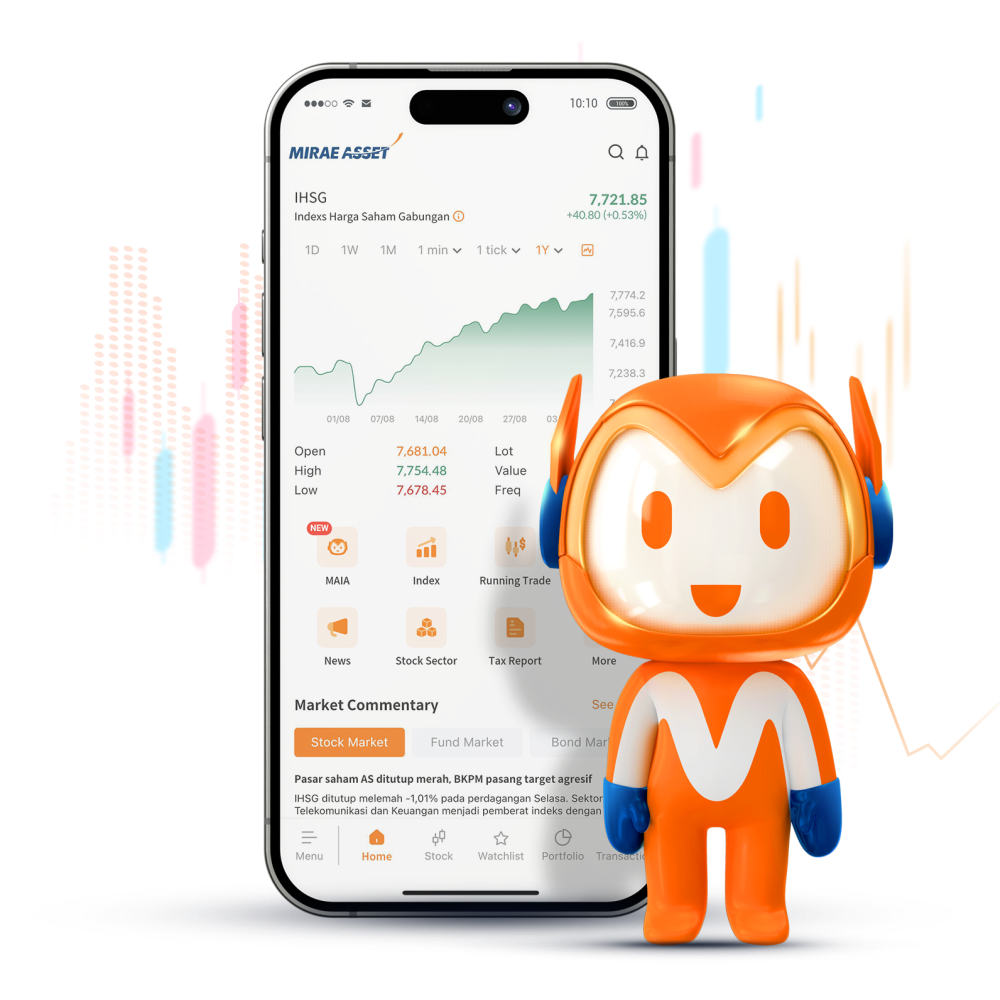 10:10
100%
MIRAE ASSET
IHSG
7,721.85
Indexs Harga Saham Gabungan
+40.80 (+0.53%)
1D 1W 1M 1 min 1 tick 1Y
7,774.2
7,595.6
7,416.9
7,238.3
01/08 07/08 14/08 20/08 27/08
Open 7,681.04 Lot
High 7,754.48 Value
Low 7,678.45 Freq
NEW
MAIA Index Running Trade
News Stock Sector Tax Report More
Market Commentary See
Stock Market Fund Market Bond
Pasar saham AS ditutup merah, BKPM pasang target agresif
IHSG ditutup melemah -1,01% pada perdagangan Selasa. Sektor
Telekomunikasi dan Keuangan menjadi pemberat indeks dengan
Menu Home Stock Watchlist Portfolio